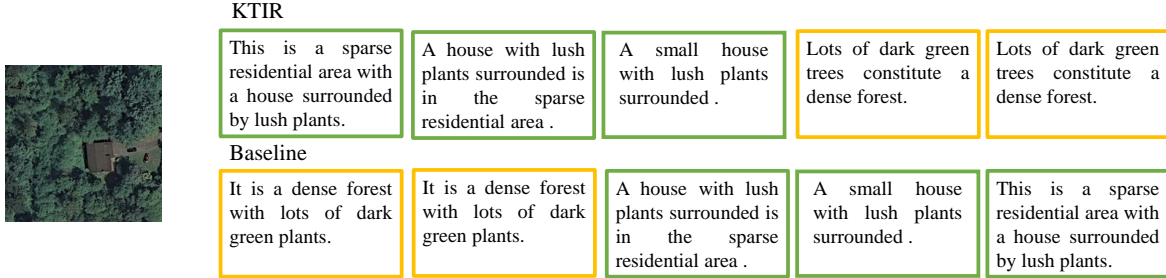 KTIR
This is a sparse
residential area with
a house surrounded
by lush plants.
A house with lush
plants surrounded is
in the sparse
residential area .
A small house
with lush plants
surrounded .
Lots of dark green
trees constitute a
dense forest.
Lots of dark green
trees constitute a
dense forest.
Baseline
It is a dense forest
with lots of dark
green plants.
It is a dense forest
with lots of dark
green plants.
A house with lush
plants surrounded is
in the sparse
residential area .
A small house
with lush plants
surrounded .
This is a sparse
residential area with
a house surrounded
by lush plants.